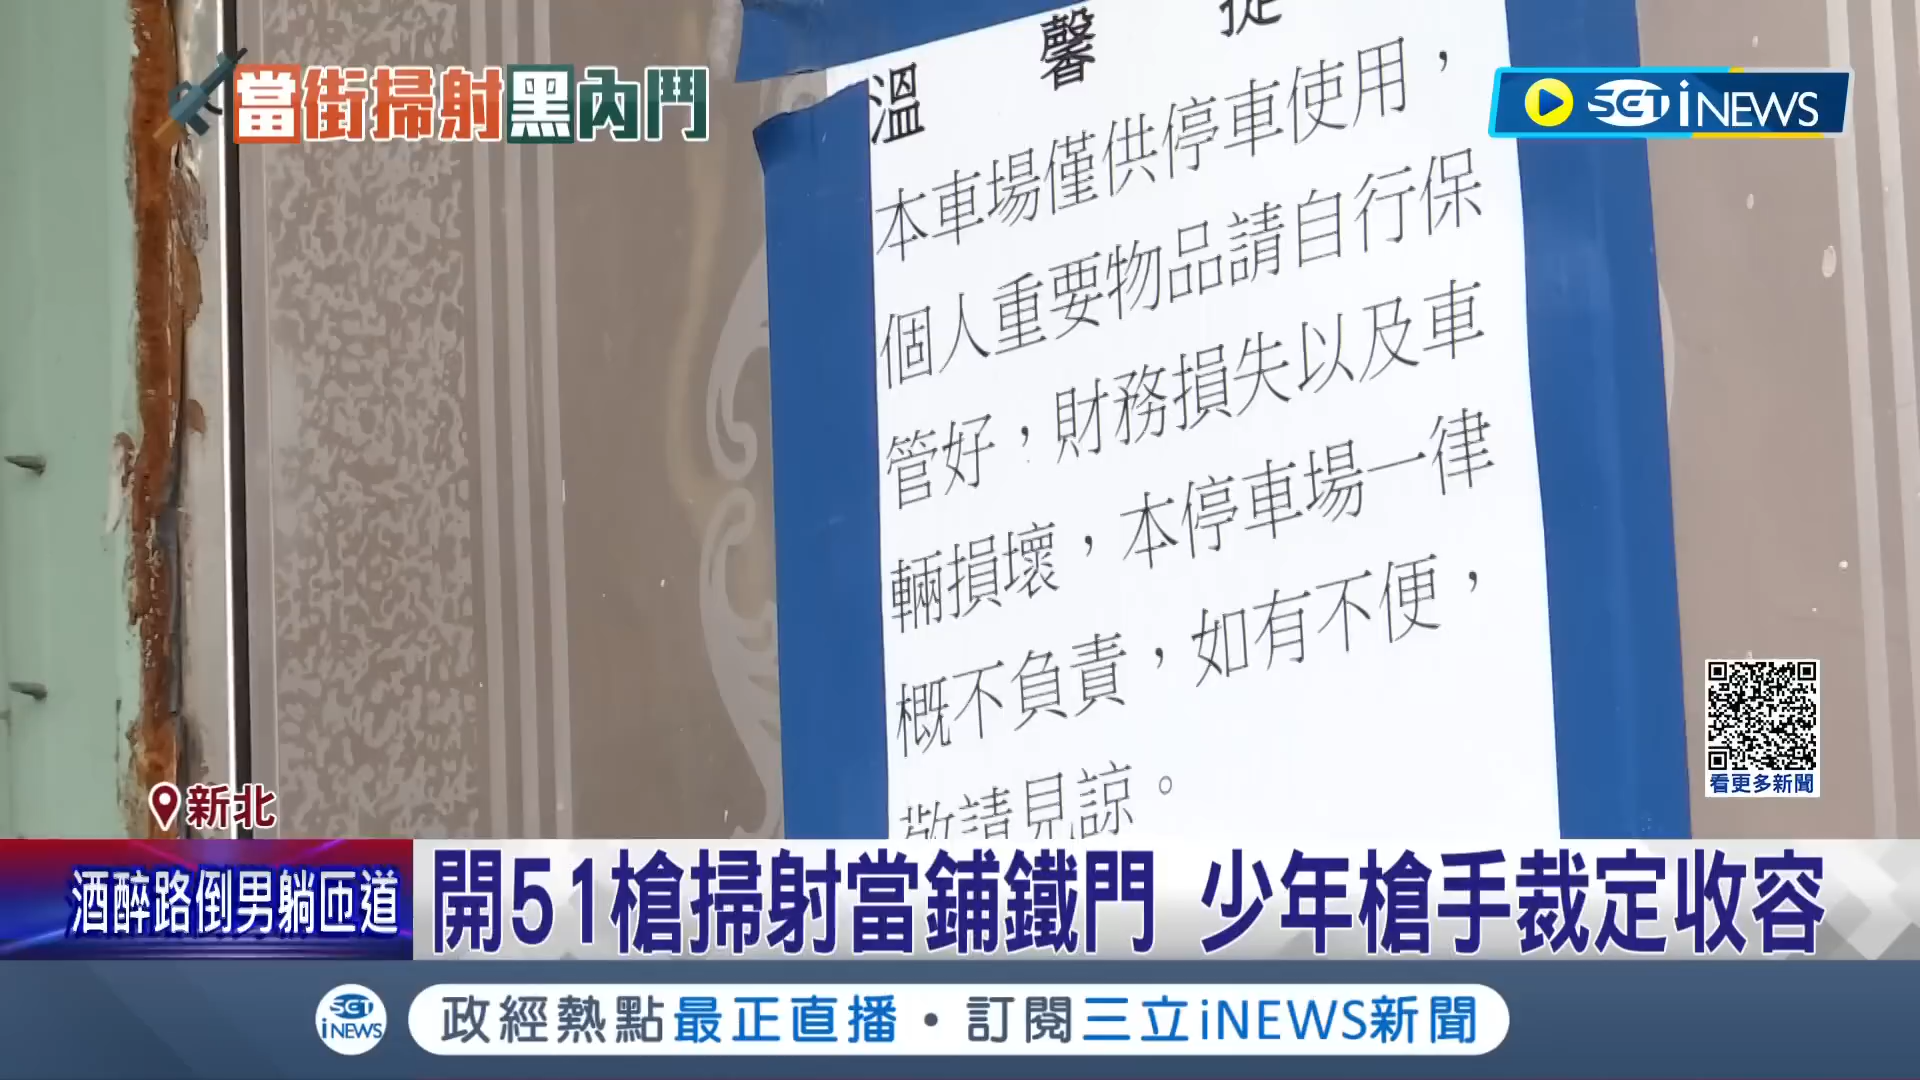 當街掃射黑內鬥
SET iNEWS
溫馨提
本車場僅供停車使用，
個人重要物品請自行保
管好，財務損失以及車
輛損壞，本停車場一律
概不負責，如有不便，
敬請見諒。
看更多新聞
新北
酒醉路倒男躺匝道
開51槍掃射當鋪鐵門 少年槍手裁定收容
SET iNEWS
政經熱點最正直播・訂閱三立iNEWS新聞